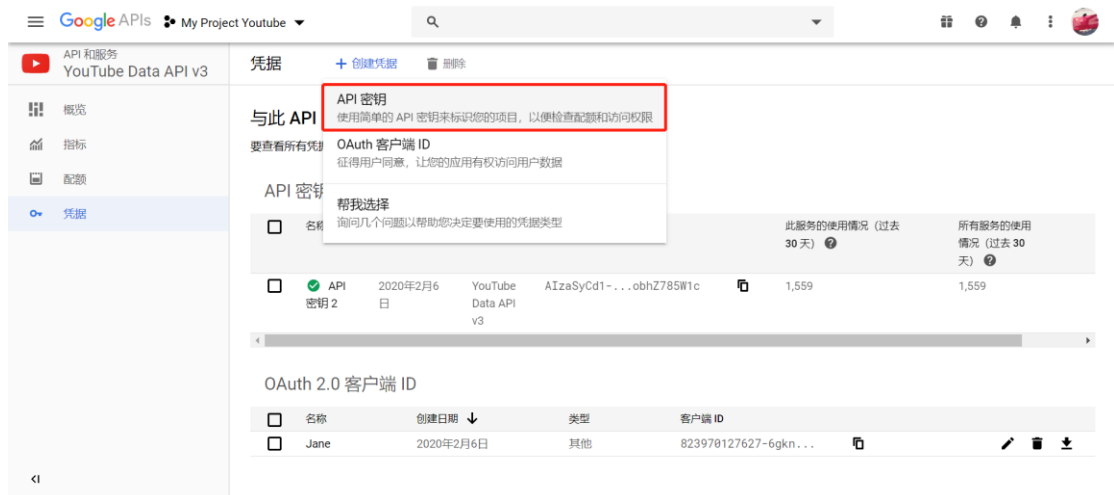 Google APIs My Project Youtube
API 和服务
YouTube Data API v3
概览
指标
配额
凭据
凭据
创建凭据
删除
API 密钥
使用简单的 API 密钥来标识您的项目，以便检查配额和访问权限
OAuth 客户端 ID
征得用户同意，让您的应用有权访问用户数据
帮我选择
询问几个问题以帮助您决定要使用的凭据类型
与此 API
要查看所有凭据
API 密钥
此服务的使用情况（过去
30 天）
所有服务的使用
情况（过去 30
天）
API
密钥 2
2020年2月6
日
YouTube
Data API
v3
AIzaSyCd1-...obhZ785W1c
1,559
1,559
OAuth 2.0 客户端 ID
名称
创建日期
类型
客户端 ID
Jane
2020年2月6日
其他
823970127627-6gkn...